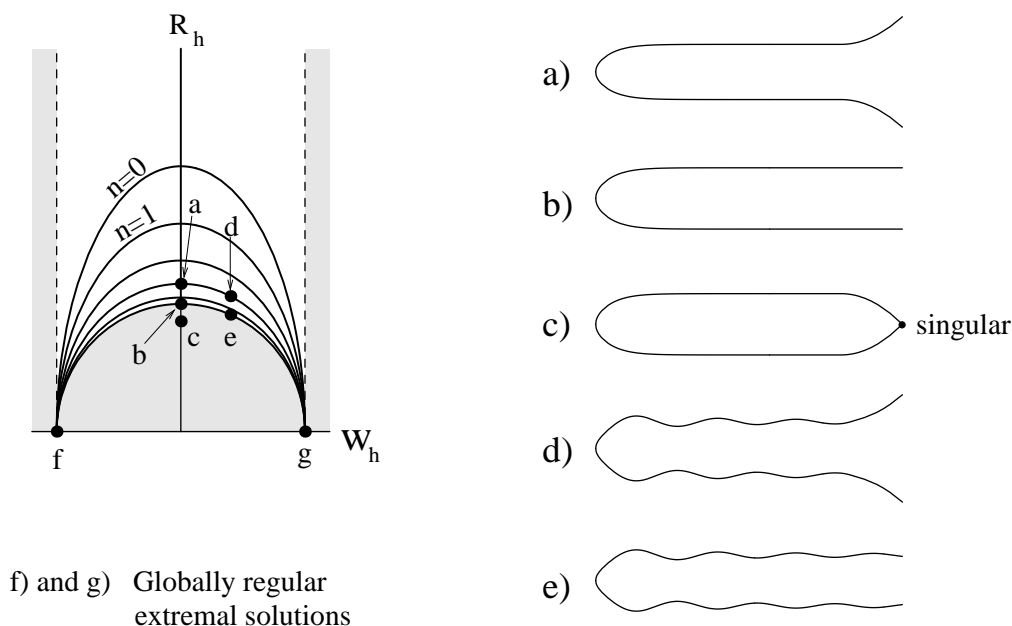 R_h
n=0
n=1
a
d
b
c
e
W_h
f
g
f) and g) Globally regular
extremal solutions
a)
b)
c)
singular
d)
e)